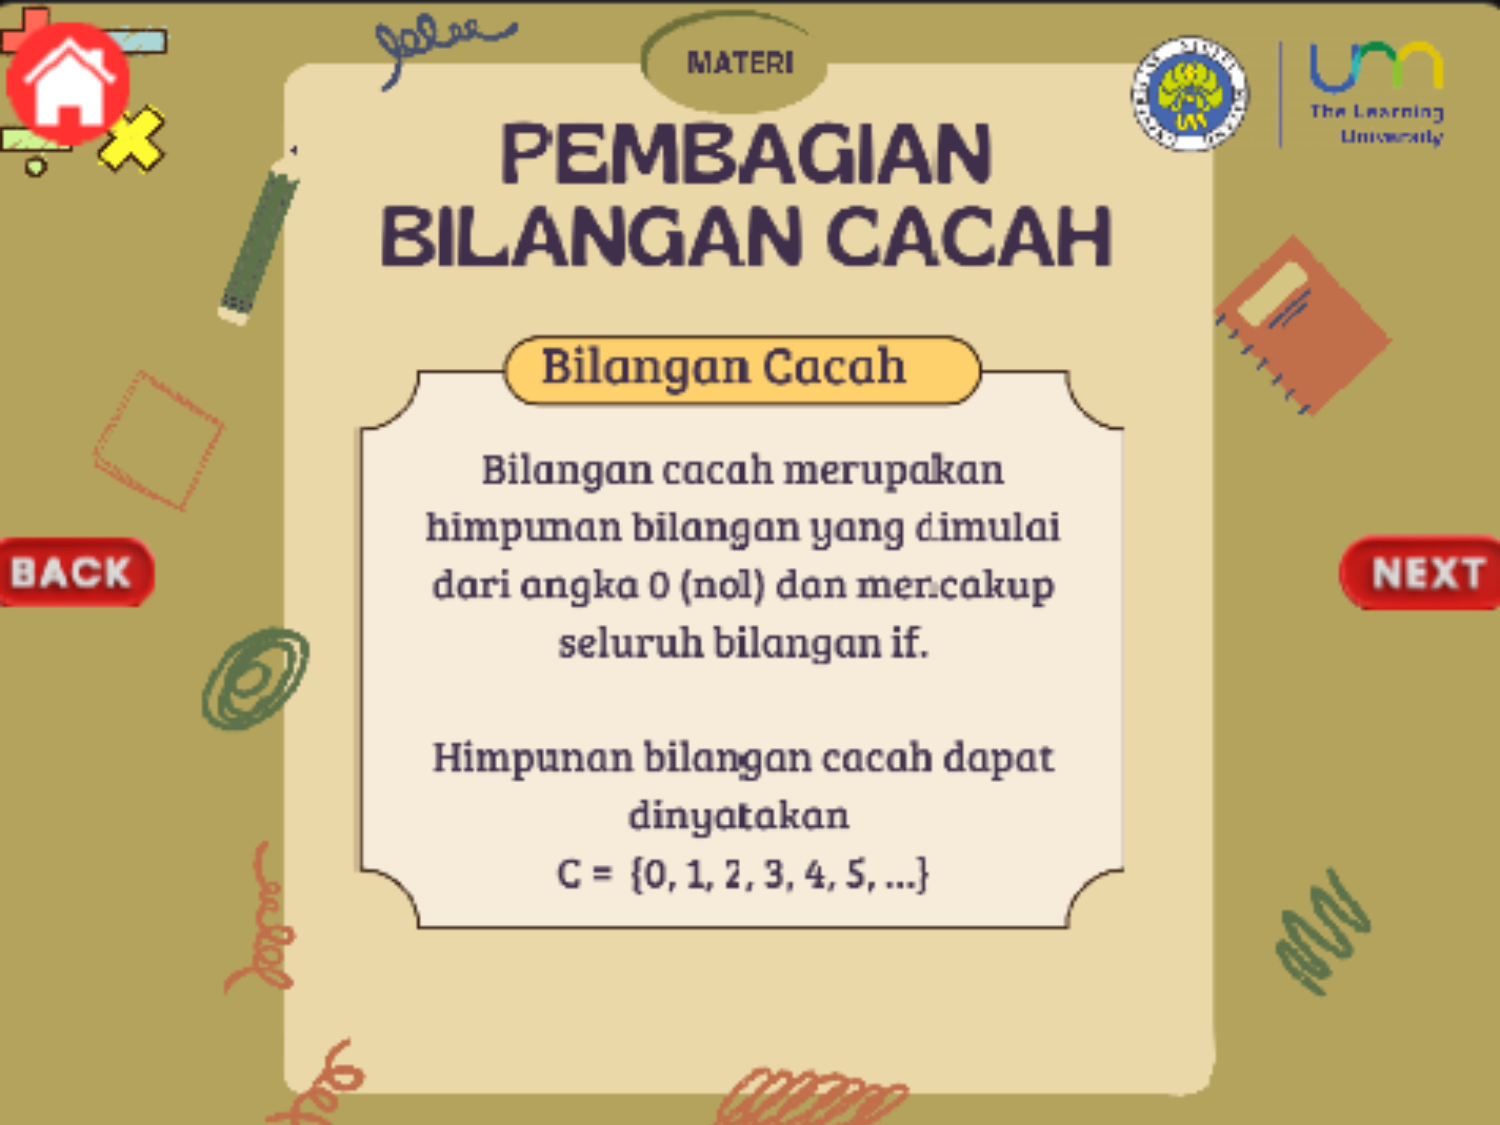 MATERI
The Learning
University
PEMBAGIAN
BILANGAN CACAH
Bilangan Cacah
Bilangan cacah merupakan
himpunan bilangan yang dimulai
dari angka 0 (nol) dan mencakup
seluruh bilangan if.
Himpunan bilangan cacah dapat
dinyatakan
C = {0, 1, 2, 3, 4, 5, ...}
BACK
NEXT